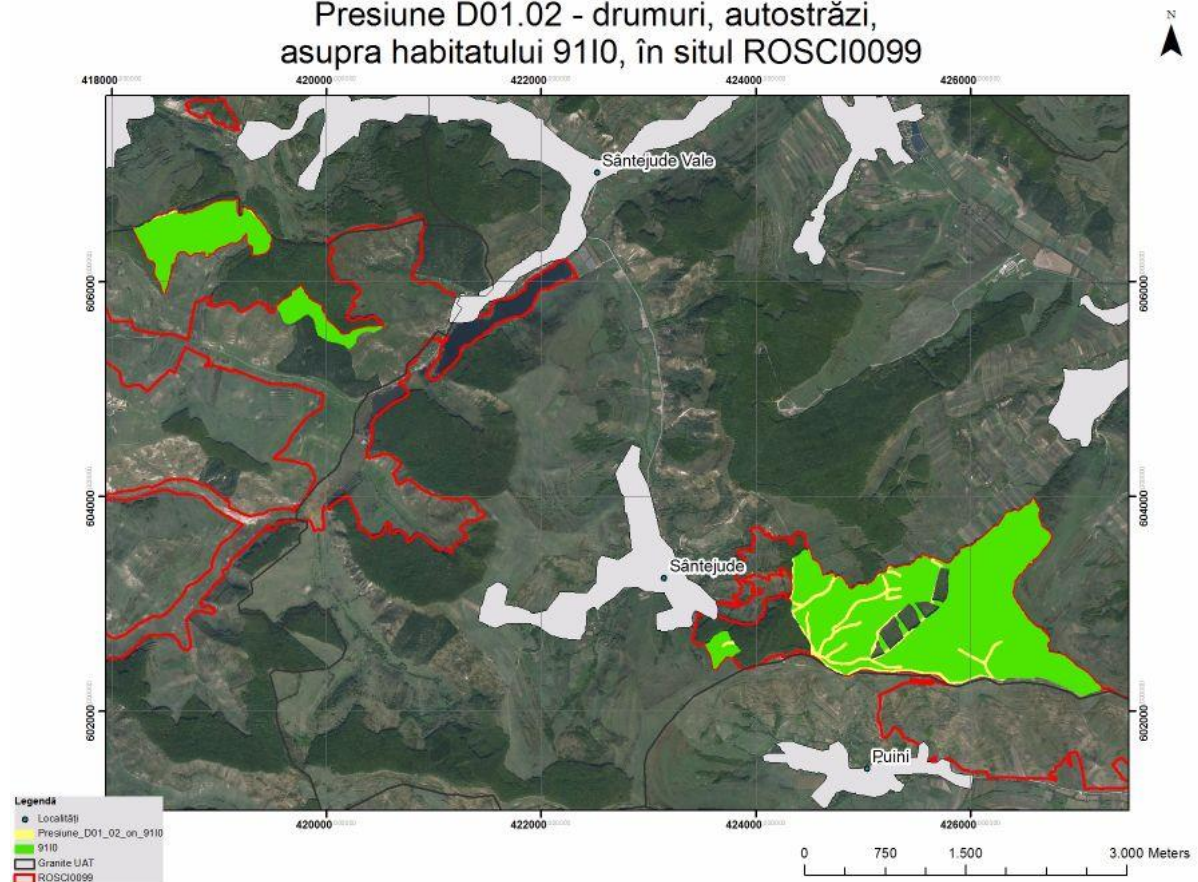 Presiune D01.02 - drumuri, autostrăzi,
asupra habitatului 91I0, în situl ROSCI0099
N
418000 420000 422000 424000 426000
Sântejude Vale
606000 606000
604000 604000
Sântejude
602000 602000
Puini
420000 422000 424000 426000
Legendă
Localități
Presiune_D01_02_on_91I0
91I0
Granite UAT
ROSCI0099
0 750 1.500 3.000 Meters